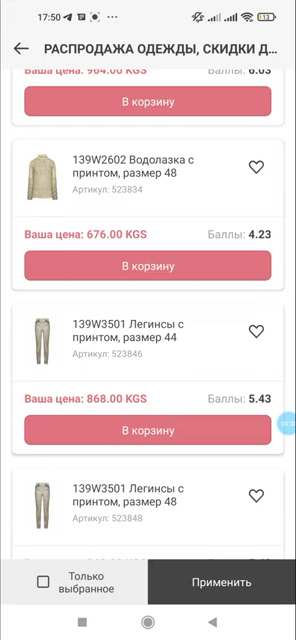 17:50
РАСПРОДАЖА ОДЕЖДЫ, СКИДКИ Д...
Ваша цена: 964.00 KGS
Баллы: 6.03
В корзину
139W2602 Водолазка с
принтом, размер 48
Артикул: 523834
Ваша цена: 676.00 KGS
Баллы: 4.23
В корзину
139W3501 Легинсы с
принтом, размер 44
Артикул: 523846
Ваша цена: 868.00 KGS
Баллы: 5.43
В корзину
139W3501 Легинсы с
принтом, размер 48
Артикул: 523848
Только
выбранное
Применить